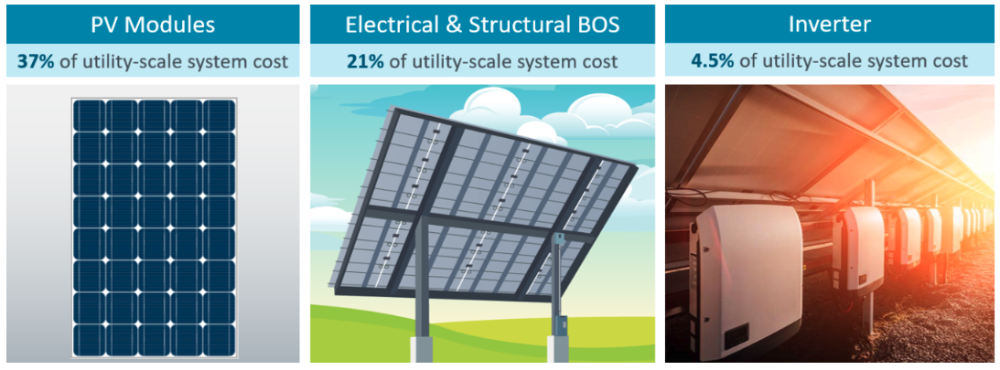 PV Modules
37% of utility-scale system cost
Electrical & Structural BOS
21% of utility-scale system cost
Inverter
4.5% of utility-scale system cost